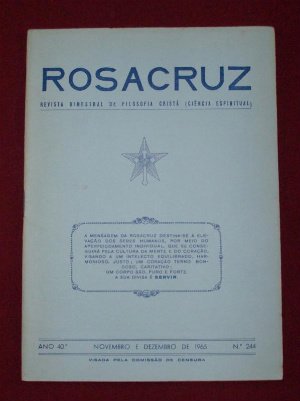 ROSACRUZ
REVISTA BIMESTRAL DE FILOSOFIA CRISTÃ (CIÊNCIA ESPIRITUAL)
A MENSAGEM DA ROSACRUZ DESTINA-SE À ELE-
VAÇÃO DOS SERES HUMANOS, POR MEIO DO
APERFEIÇOAMENTO INDIVIDUAL, QUE SE CONSE-
GUIRÁ PELA CULTURA DA MENTE E DO CORAÇÃO,
VISANDO A UM INTELECTO EQUILIBRADO, HAR-
MONIOSO, JUSTO; UM CORAÇÃO TERNO, BON-
DOSO, CARITATIVO;
UM CORPO SÃO, PURO E FORTE.
A SUA DIVISA É SERVIR.
ANO 40.º NOVEMBRO E DEZEMBRO DE 1965 N.º 244
VISADA PELA COMISSÃO DE CENSURA